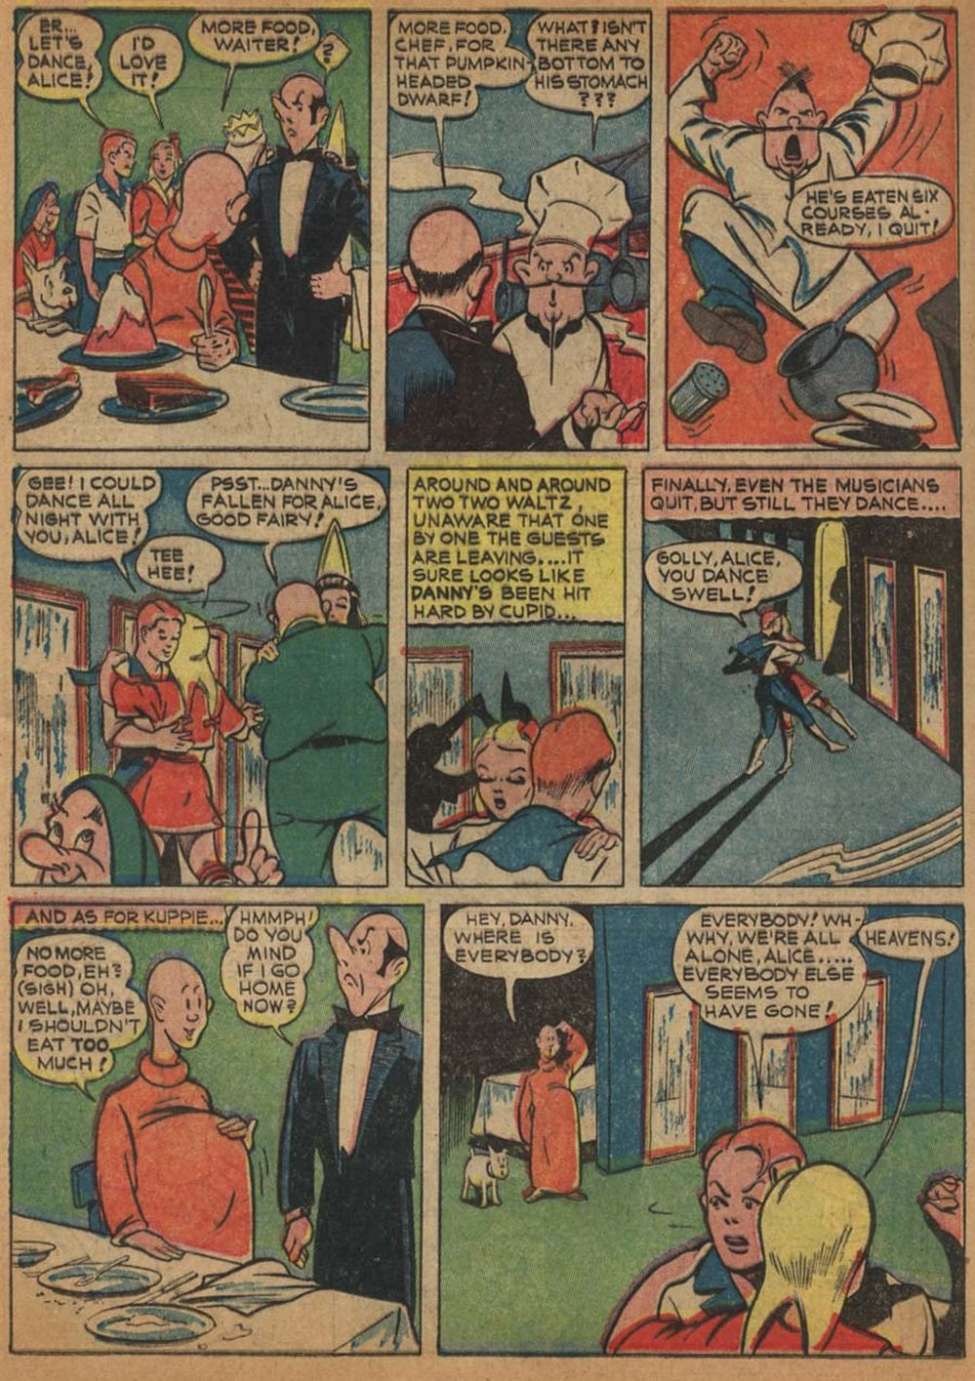 ER...
LET'S
DANCE,
ALICE!
I'D
LOVE
IT!
MORE FOOD,
WAITER!
?
MORE FOOD,
CHEF, FOR
THAT PUMPKIN-
HEADED
DWARF!
WHAT? ISN'T
THERE ANY
BOTTOM TO
HIS STOMACH
???
HE'S EATEN SIX
COURSES AL-
READY, I QUIT!
GEE! I COULD
DANCE ALL
NIGHT WITH
YOU, ALICE!
TEE
HEE!
PSST...DANNY'S
FALLEN FOR ALICE,
GOOD FAIRY!
AROUND AND AROUND
TWO TWO WALTZ,
UNAWARE THAT ONE
BY ONE THE GUESTS
ARE LEAVING....IT
SURE LOOKS LIKE
DANNY'S BEEN HIT
HARD BY CUPID...
FINALLY, EVEN THE MUSICIANS
QUIT, BUT STILL THEY DANCE....
GOLLY, ALICE,
YOU DANCE
SWELL!
AND AS FOR KUPPIE...
NO MORE
FOOD, EH?
(SIGH) OH,
WELL, MAYBE
I SHOULDN'T
EAT TOO
MUCH!
HMMPH!
DO YOU
MIND
IF I GO
HOME
NOW?
HEY, DANNY.
WHERE IS
EVERYBODY?
EVERYBODY! WH-
WHY, WE'RE ALL
ALONE, ALICE.....
EVERYBODY ELSE
SEEMS TO
HAVE GONE!
HEAVENS!